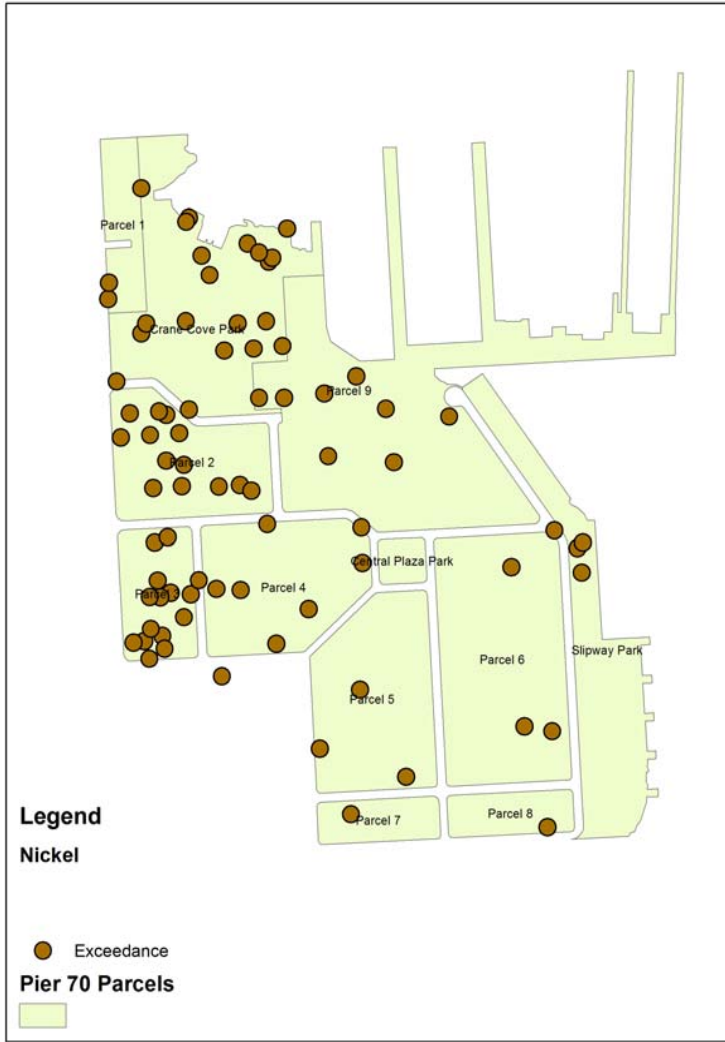 Parcel 1
Crane Cove Park
Parcel 9
Parcel 2
Central Plaza Park
Parcel 3
Parcel 4
Slipway Park
Parcel 6
Parcel 5
Parcel 7
Parcel 8
Legend
Nickel
Exceedance
Pier 70 Parcels